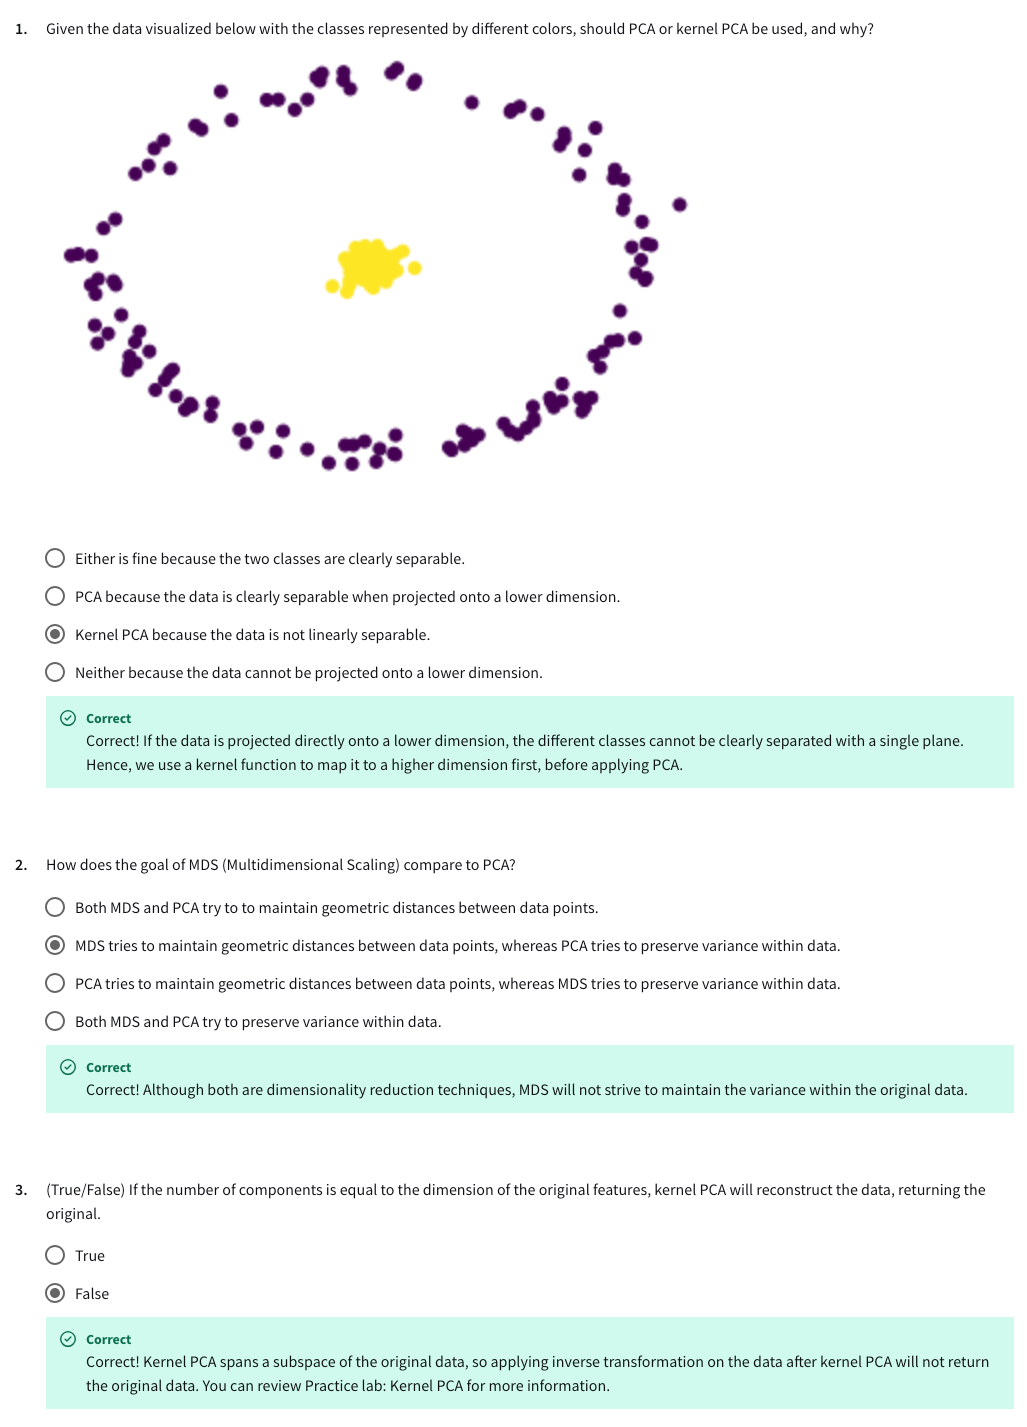 1. Given the data visualized below with the classes represented by different colors, should PCA or kernel PCA be used, and why?
Either is fine because the two classes are clearly separable.
PCA because the data is clearly separable when projected onto a lower dimension.
Kernel PCA because the data is not linearly separable.
Neither because the data cannot be projected onto a lower dimension.
Correct
Correct! If the data is projected directly onto a lower dimension, the different classes cannot be clearly separated with a single plane.
Hence, we use a kernel function to map it to a higher dimension first, before applying PCA.
2. How does the goal of MDS (Multidimensional Scaling) compare to PCA?
Both MDS and PCA try to to maintain geometric distances between data points.
MDS tries to maintain geometric distances between data points, whereas PCA tries to preserve variance within data.
PCA tries to maintain geometric distances between data points, whereas MDS tries to preserve variance within data.
Both MDS and PCA try to preserve variance within data.
Correct
Correct! Although both are dimensionality reduction techniques, MDS will not strive to maintain the variance within the original data.
3. (True/False) If the number of components is equal to the dimension of the original features, kernel PCA will reconstruct the data, returning the
original.
True
False
Correct
Correct! Kernel PCA spans a subspace of the original data, so applying inverse transformation on the data after kernel PCA will not return
the original data. You can review Practice lab: Kernel PCA for more information.